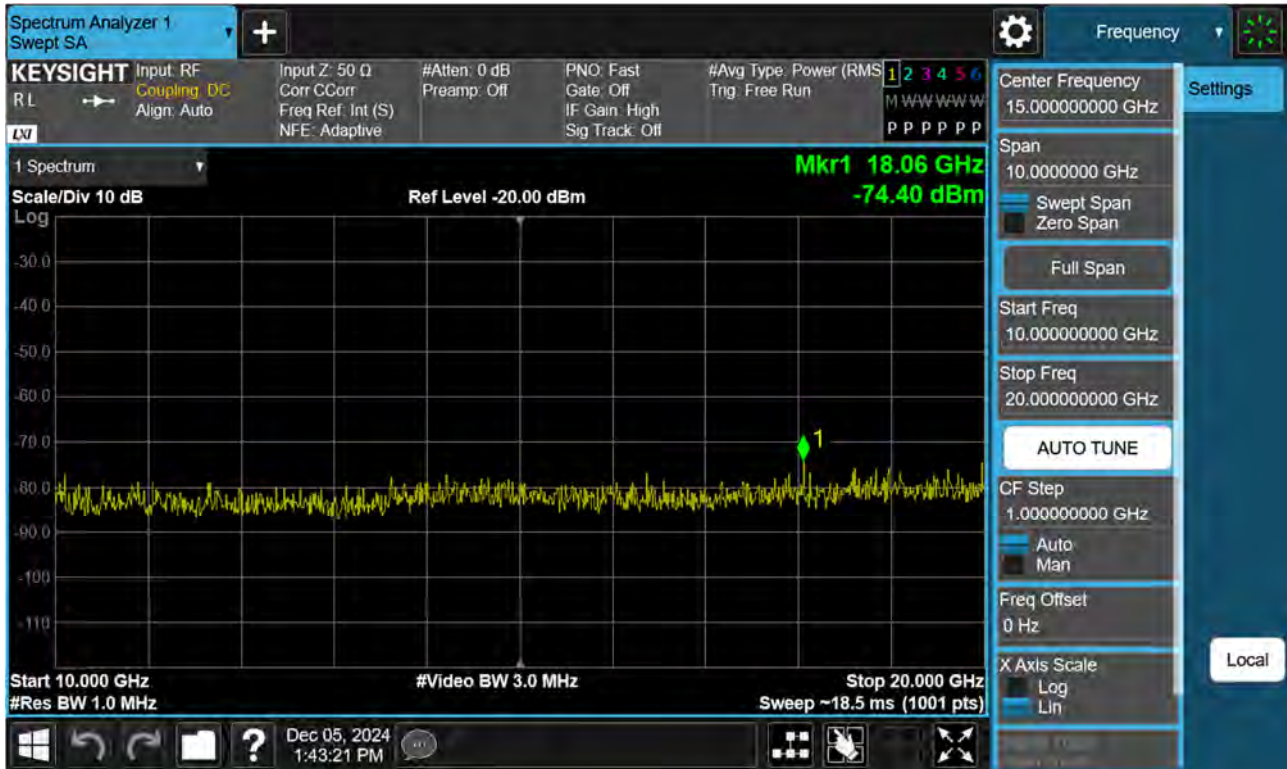 Spectrum Analyzer 1
Swept SA
+
Frequency
KEYSIGHT
R L
LXI
Input: RF
Coupling: DC
Align: Auto
Input Z: 50 Ω
Corr CCorr
Freq Ref: Int (S)
NFE: Adaptive
#Atten: 0 dB
Preamp: Off
PNO: Fast
Gate: Off
IF Gain: High
Sig Track: Off
#Avg Type: Power (RMS
Trig: Free Run
1 2 3 4 5 6
M W W W W W
P P P P P P
1 Spectrum
Scale/Div 10 dB
Ref Level -20.00 dBm
Mkr1 18.06 GHz
-74.40 dBm
Log
-30.0
-40.0
-50.0
-60.0
-70.0
-80.0
-90.0
-100
-110
1
Start 10.000 GHz
#Res BW 1.0 MHz
#Video BW 3.0 MHz
Stop 20.000 GHz
Sweep ~18.5 ms (1001 pts)
Center Frequency
15.000000000 GHz
Span
10.0000000 GHz
Swept Span
Zero Span
Full Span
Start Freq
10.000000000 GHz
Stop Freq
20.000000000 GHz
AUTO TUNE
CF Step
1.000000000 GHz
Auto
Man
Freq Offset
0 Hz
X Axis Scale
Log
Lin
Settings
Local
?
Dec 05, 2024
1:43:21 PM